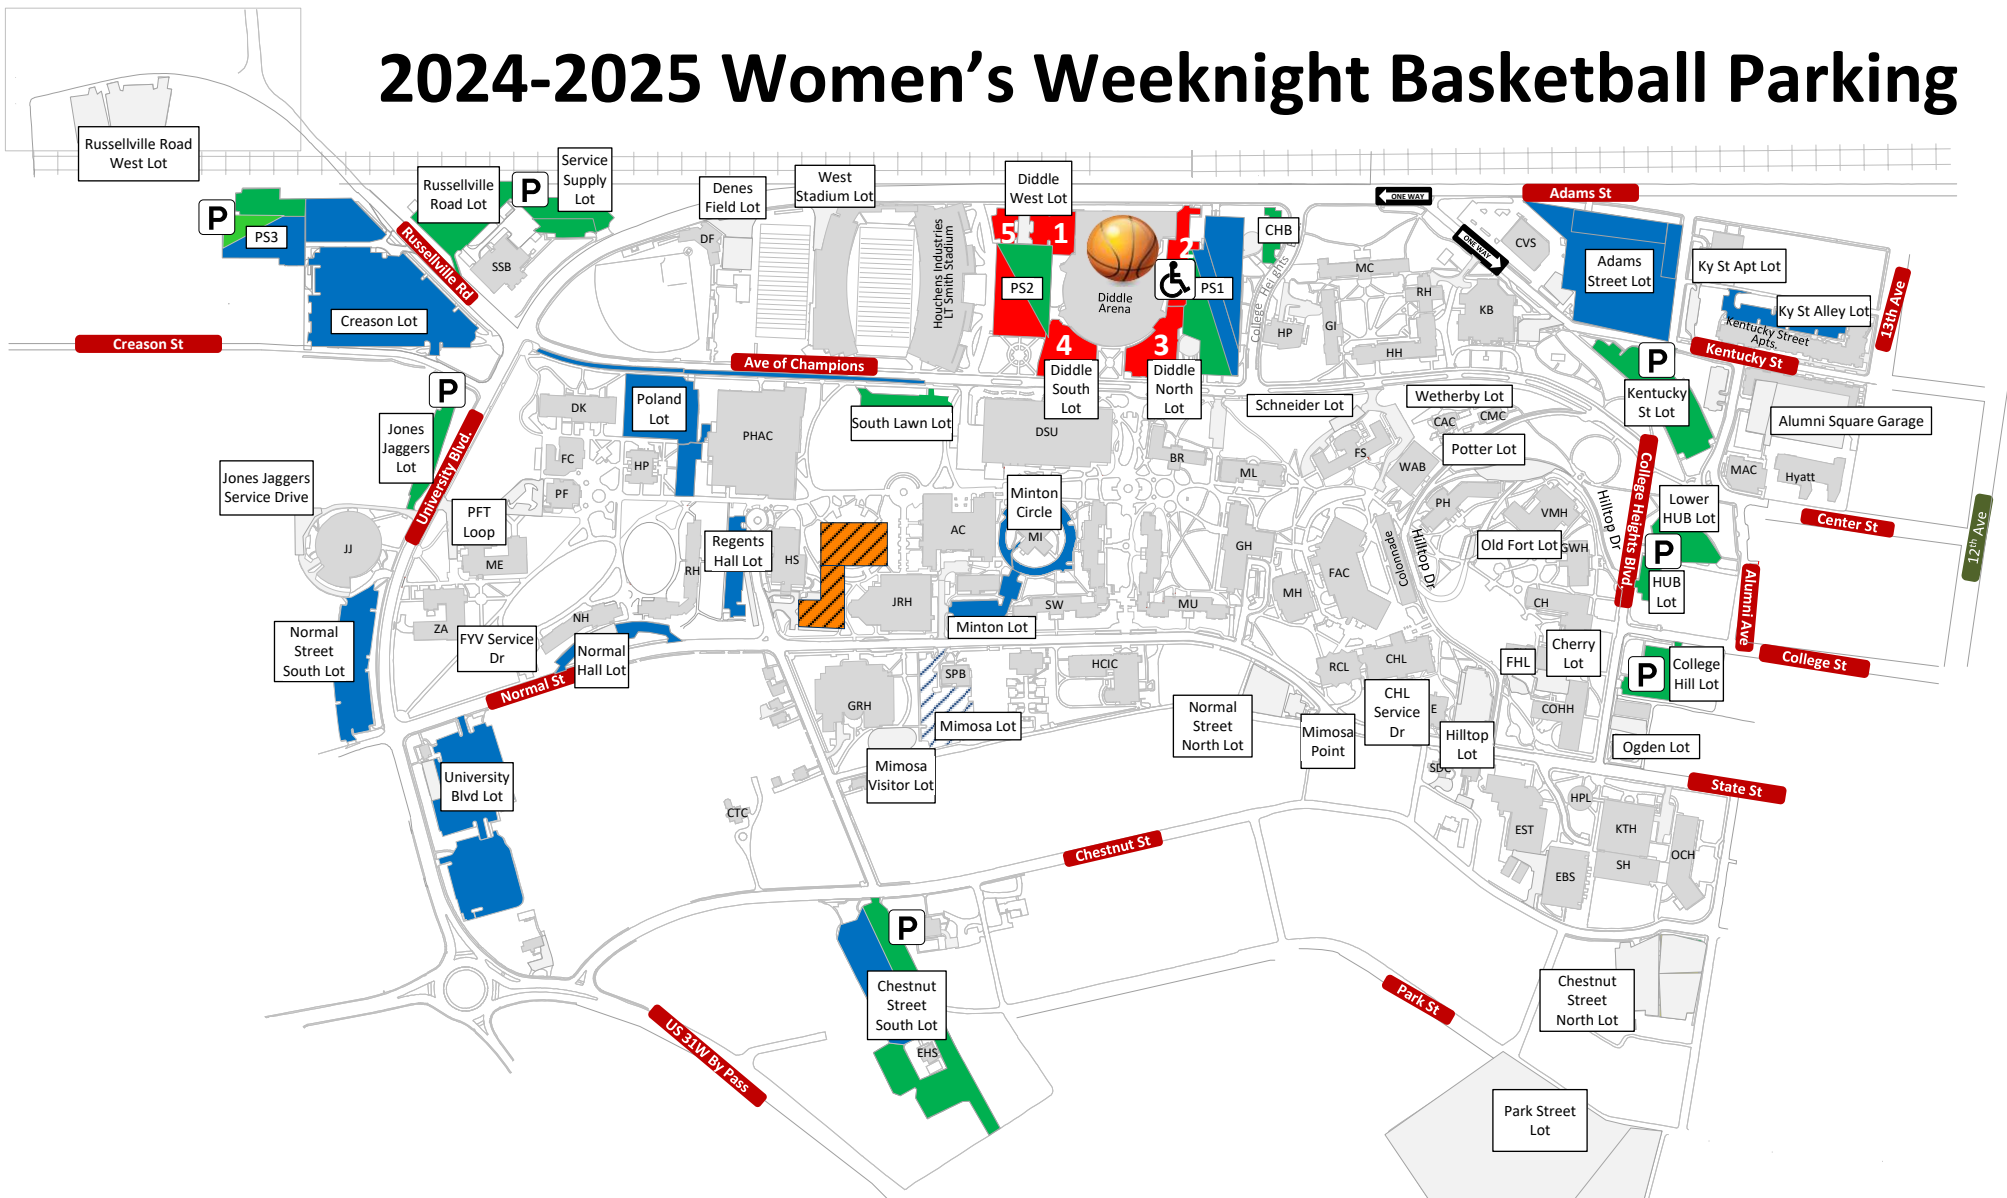 2024-2025 Women's Weeknight Basketball Parking
Russellville Road
West Lot
Russellville
Road Lot
P
Service
Supply
Lot
Denes
Field Lot
West
Stadium Lot
Diddle
West Lot
ONE WAY
Adams St
P
PS3
Russellville Rd
SSB
DF
Houchens Industries
LT Smith Stadium
5
1
2
PS2
Diddle
Arena
PS1
CHB
College Heights
ONE WAY
CVS
MC
RH
KB
GI
HP
HH
Adams
Street Lot
Ky St Apt Lot
Ky St Alley Lot
Kentucky Street
Apts.
13th Ave
Creason Lot
Creason St
Ave of Champions
4
3
Kentucky St
P
P
Jones
Jaggers
Lot
University Blvd.
DK
Poland
Lot
PHAC
South Lawn Lot
Diddle
South
Lot
Diddle
North
Lot
DSU
Schneider Lot
Wetherby Lot
CAC
CMC
Kentucky
St Lot
Alumni Square Garage
Jones Jaggers
Service Drive
FC
HP
PF
BR
ML
FS
WAB
Potter Lot
PH
MAC
Hyatt
PFT
Loop
ME
JJ
RH
Regents
Hall Lot
HS
AC
Minton
Circle
MI
GH
FAC
Colonnade
Hilltop Dr
VMH
Old Fort Lot
GWH
Hilltop Dr
College Heights Blvd.
Lower
HUB Lot
P
HUB
Lot
Center St
12th Ave
Alumni Ave
Normal
Street
South Lot
ZA
FYV Service
Dr
NH
Normal
Hall Lot
Normal St
JRH
SW
Minton Lot
MU
MH
CH
Cherry
Lot
FHL
P
College
Hill Lot
College St
GRH
SPB
Mimosa Lot
HCIC
RCL
CHL
CHL
Service
Dr
E
Hilltop
Lot
COHH
Ogden Lot
Normal
Street
North Lot
Mimosa
Point
Mimosa
Visitor Lot
SDC
State St
University
Blvd Lot
CTC
Chestnut St
HPL
EST
KTH
SH
OCH
EBS
P
Chestnut
Street
South Lot
EHS
US 31W By Pass
Park St
Chestnut
Street
North Lot
Park Street
Lot